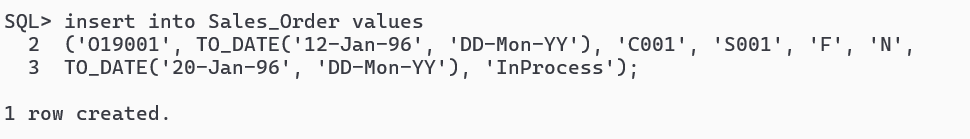 SQL> insert into Sales_Order values
  2  ('O19001', TO_DATE('12-Jan-96', 'DD-Mon-YY'), 'C001', 'S001', 'F', 'N',
  3  TO_DATE('20-Jan-96', 'DD-Mon-YY'), 'InProcess');
1 row created.